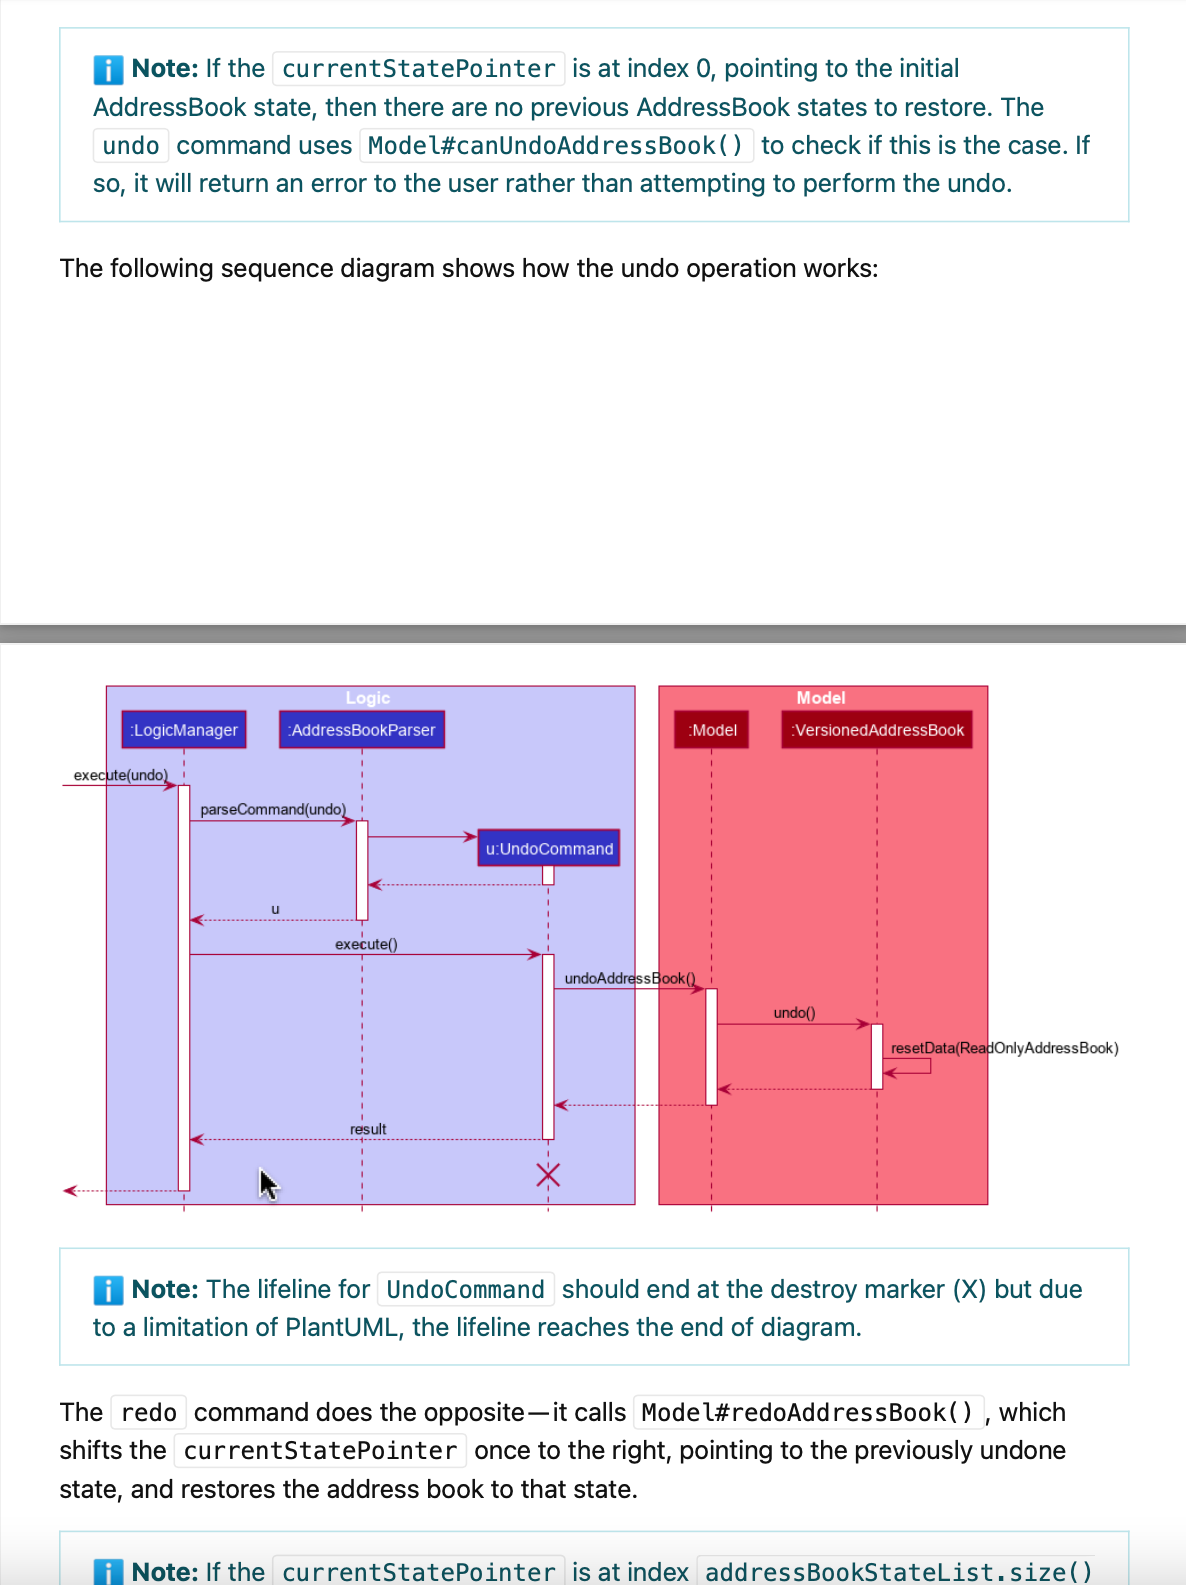 Note: If the currentStatePointer is at index 0, pointing to the initial
AddressBook state, then there are no previous AddressBook states to restore. The
undo command uses Model#canUndoAddressBook() to check if this is the case. If
so, it will return an error to the user rather than attempting to perform the undo.
The following sequence diagram shows how the undo operation works:
Logic
Model
:LogicManager
:AddressBookParser
:Model
:VersionedAddressBook
execute(undo)
parseCommand(undo)
u:UndoCommand
u
execute()
undoAddressBook()
undo()
resetData(ReadOnlyAddressBook)
result
Note: The lifeline for UndoCommand should end at the destroy marker (X) but due
to a limitation of PlantUML, the lifeline reaches the end of diagram.
The redo command does the opposite—it calls Model#redoAddressBook() , which
shifts the currentStatePointer once to the right, pointing to the previously undone
state, and restores the address book to that state.
Note: If the currentStatePointer is at index addressBookStateList.size()